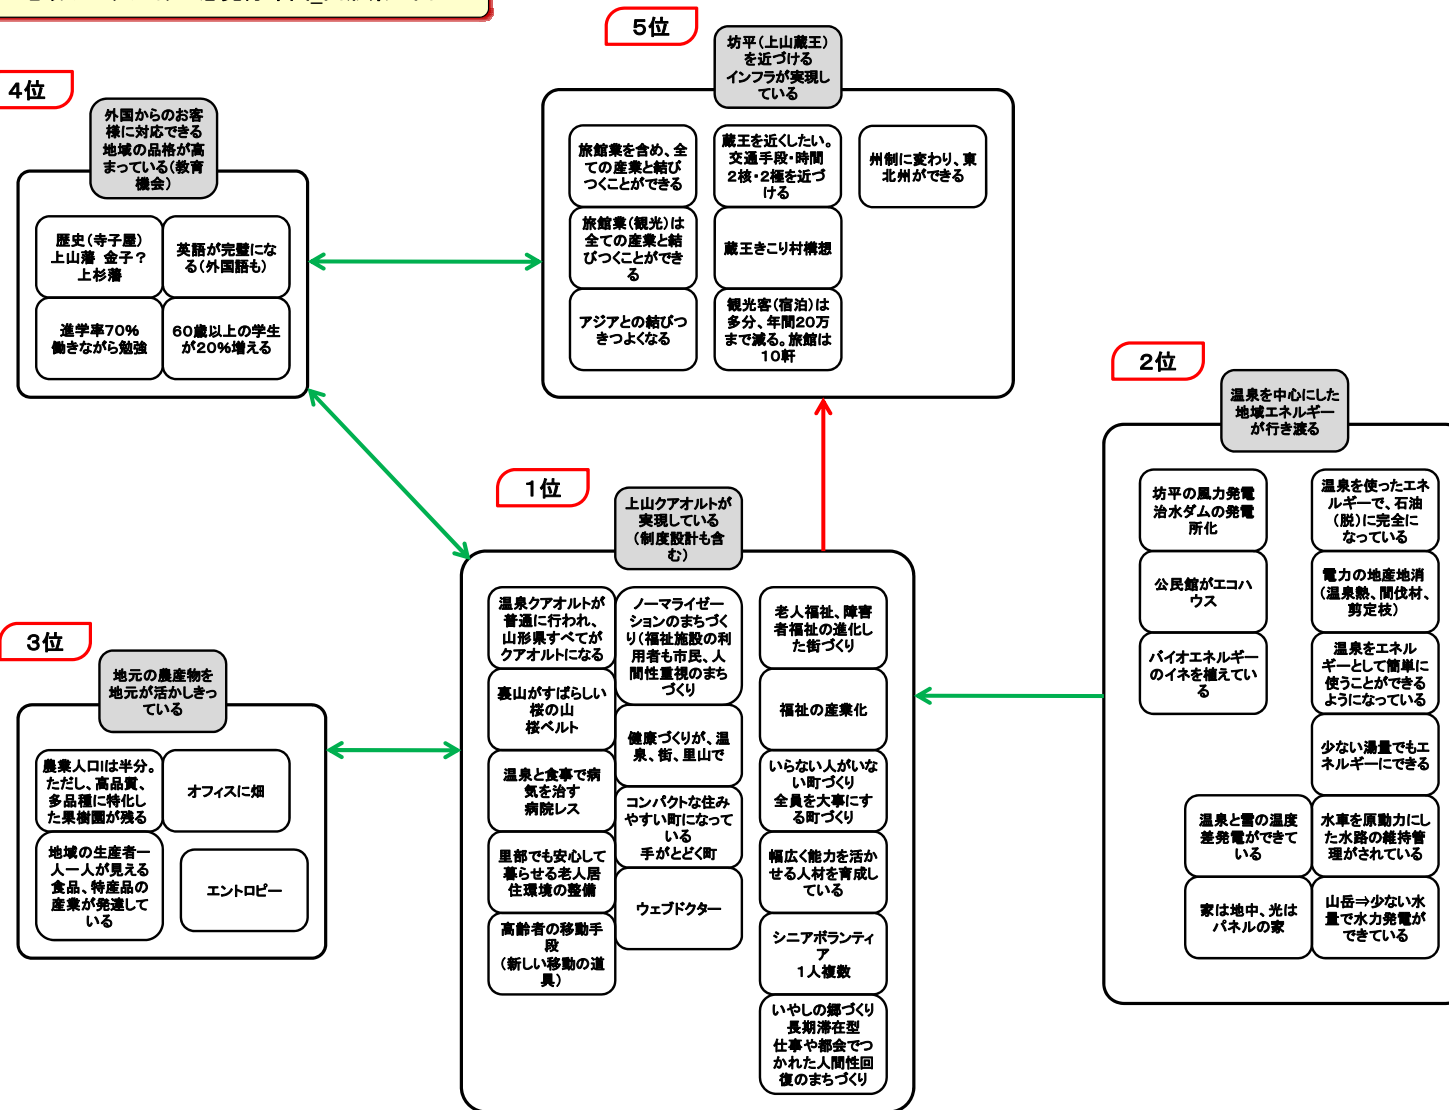 5位
坊平(上山蔵王)
を近づける
インフラが実現し
ている
旅館業を含め、全
ての産業と結び
つくことができる
蔵王を近くしたい。
交通手段・時間
2核・2極を近づ
ける
州制に変わり、東
北州ができる
旅館業(観光)は
全ての産業と結
びつくことができ
る
蔵王きこり村構想
アジアとの結びつ
きつよくなる
観光客(宿泊)は
多分、年間20万
まで減る。旅館は
10軒
4位
外国からのお客
様に対応できる
地域の品格が高
まっている(教育
機会)
歴史(寺子屋)
上山藩 金子?
上杉藩
英語が完璧にな
る(外国語も)
進学率70%
働きながら勉強
60歳以上の学生
が20%増える
2位
温泉を中心にした
地域エネルギー
が行き渡る
坊平の風力発電
治水ダムの発電
所化
温泉を使ったエネ
ルギーで、石油
(脱)に完全に
なっている
公民館がエコハ
ウス
電力の地産地消
(温泉熱、間伐材、
剪定枝)
バイオエネルギー
のイネを植えてい
る
温泉をエネル
ギーとして簡単に
使うことができる
ようになっている
少ない湯量でもエ
ネルギーにできる
温泉と雪の温度
差発電ができて
いる
水車を原動力にし
た水路の維持管
理がされている
家は地中、光は
パネルの家
山岳⇒少ない水
量で水力発電が
できている
1位
上山クアオルトが
実現している
(制度設計も含
む)
温泉クアオルトが
普通に行われ、
山形県すべてが
クアオルトになる
ノーマライゼー
ションのまちづく
り(福祉施設の利
用者も市民、人
間性重視のまち
づくり
老人福祉、障害
者福祉の進化し
た街づくり
裏山がすばらしい
桜の山
桜ベルト
健康づくりが、温
泉、街、里山で
福祉の産業化
温泉と食事で病
気を治す
病院レス
コンパクトな住み
やすい町になって
いる
手がとどく町
いらない人がいな
い町づくり
全員を大事にす
る町づくり
里部でも安心して
暮らせる老人居
住環境の整備
ウェブドクター
幅広く能力を活か
せる人材を育成し
ている
高齢者の移動手
段
(新しい移動の道
具)
シニアボランティ
ア
1人複数
いやしの郷づくり
長期滞在型
仕事や都会でつ
かれた人間性回
復のまちづくり
3位
地元の農産物を
地元が活かしきっ
ている
農業人口は半分。
ただし、高品質、
多品種に特化し
た果樹園が残る
オフィスに畑
地域の生産者一
人一人が見える
食品、特産品の
産業が発達して
いる
エントロピー